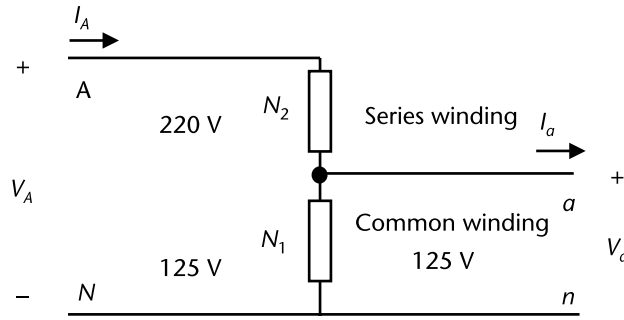 I_A
+
A
220 V
N_2
Series winding
I_a
V_A
+
a
Common winding
N_1
125 V
125 V
V_a
−
N
n